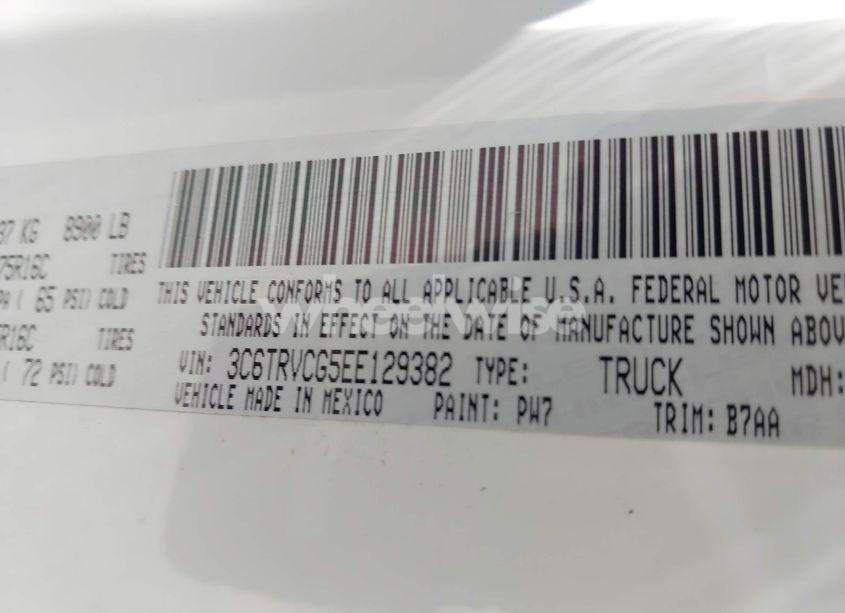 37 KG 8900 LB
75R16C TIRES
65 PSI) COLD
R16C TIRES
( 72 PSI) COLD
THIS VEHICLE CONFORMS TO ALL APPLICABLE U.S.A. FEDERAL MOTOR VE
STANDARDS IN EFFECT ON THE DATE OF MANUFACTURE SHOWN ABOV
VIN: 3C6TRVCG5EE129382 TYPE: TRUCK MDH:
VEHICLE MADE IN MEXICO PAINT: PW7 TRIM: B7AA
wheelwise